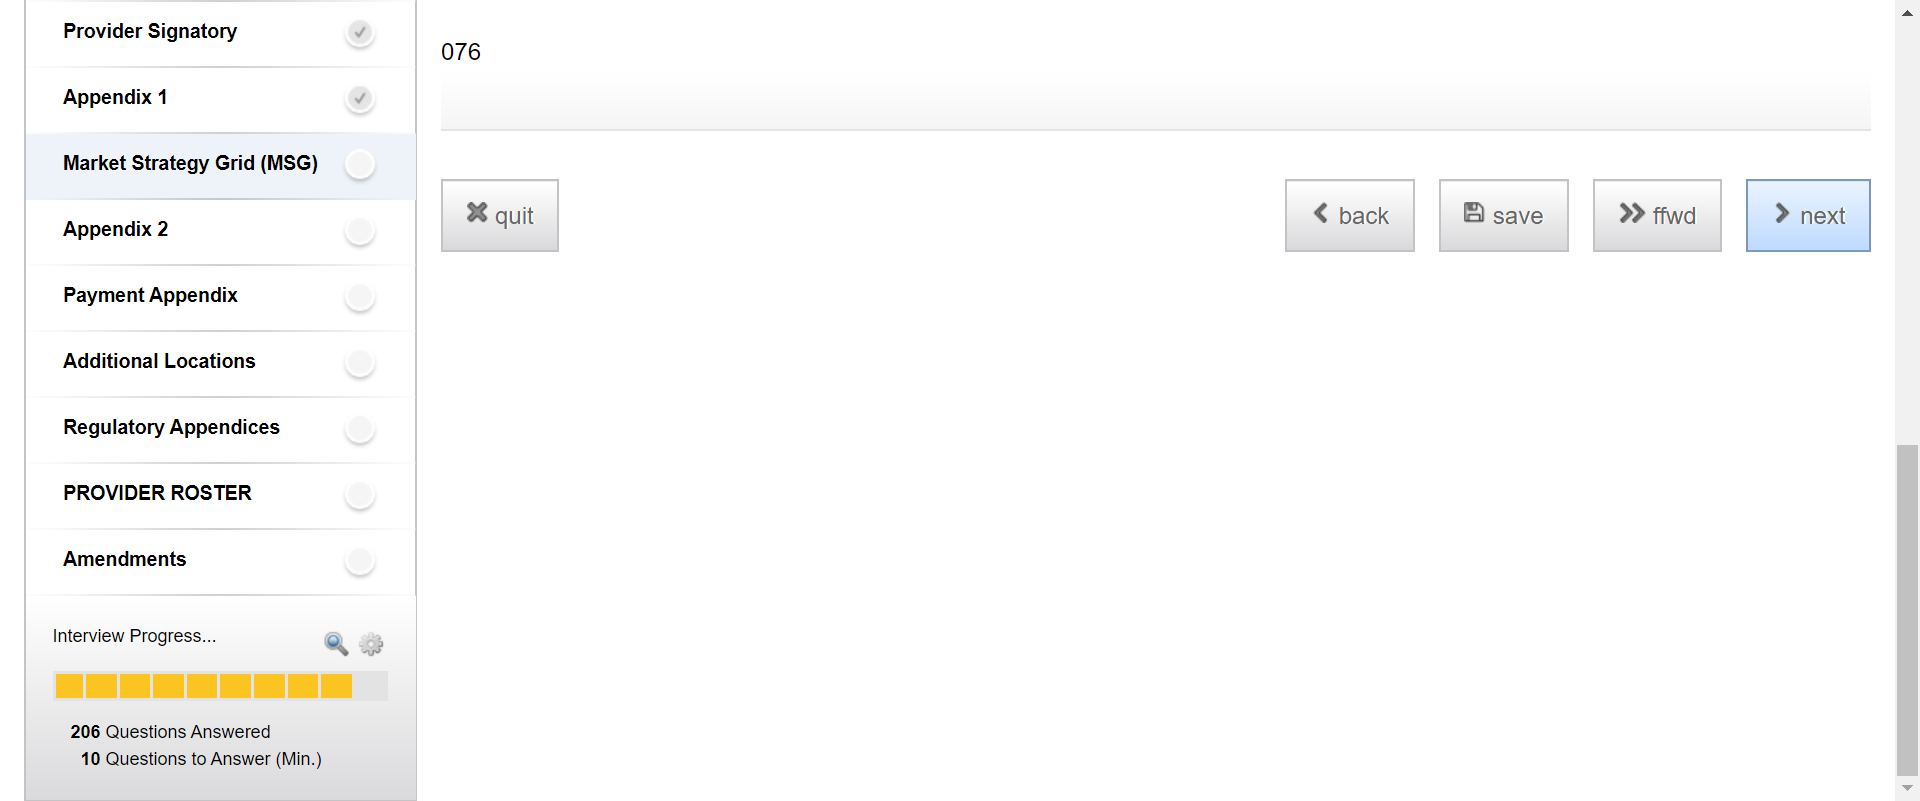 Provider Signatory
Appendix 1
Market Strategy Grid (MSG)
Appendix 2
Payment Appendix
Additional Locations
Regulatory Appendices
PROVIDER ROSTER
Amendments
Interview Progress...
206 Questions Answered
10 Questions to Answer (Min.)
076
quit
back
save
ffwd
next